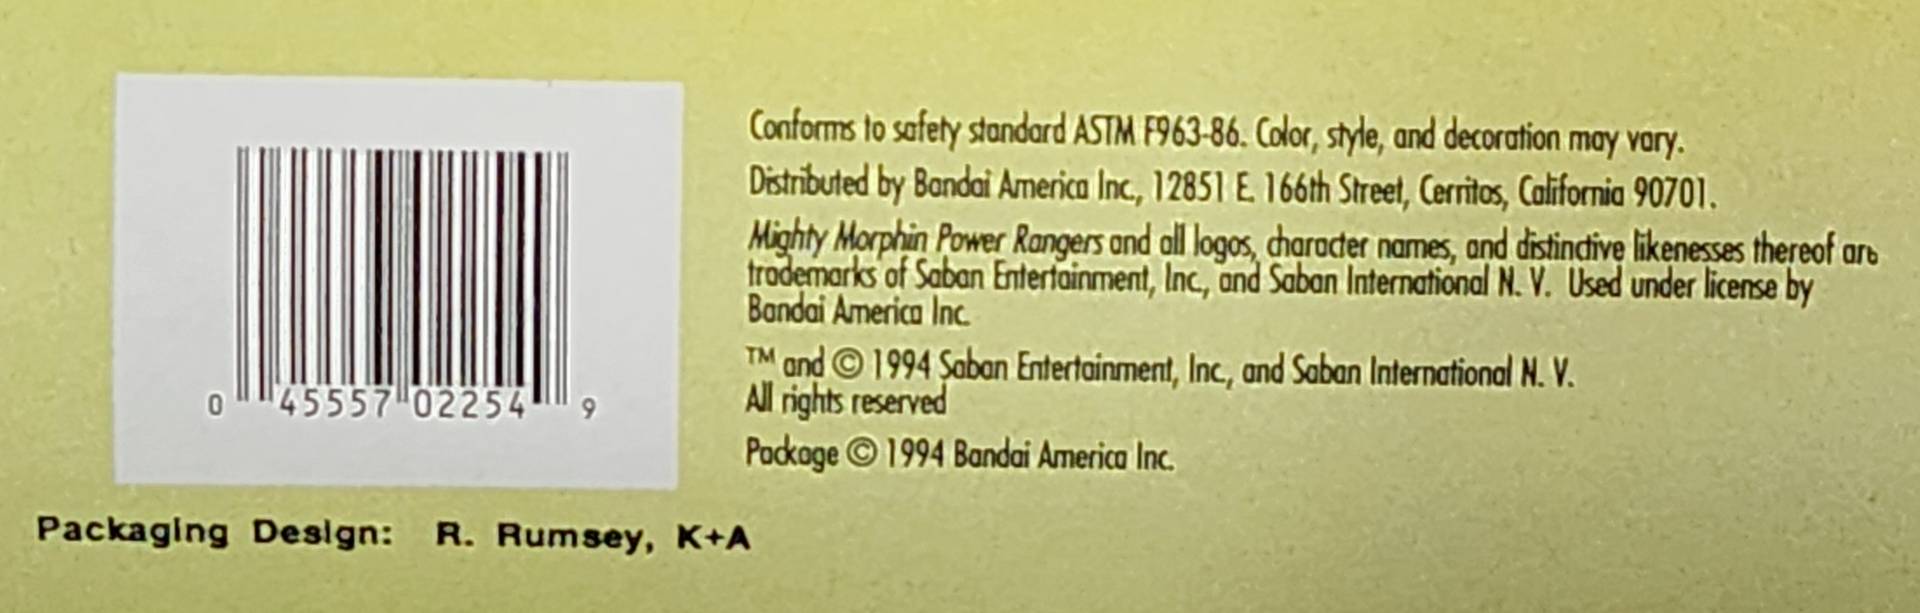 Conforms to safety standard ASTM F963-86. Color, style, and decoration may vary.
Distributed by Bandai America Inc., 12851 E. 166th Street, Cerritos, California 90701.
Mighty Morphin Power Rangers and all logos, character names, and distinctive likenesses thereof are
trademarks of Saban Entertainment, Inc., and Saban International N. V. Used under license by
Bandai America Inc.
™ and © 1994 Saban Entertainment, Inc., and Saban International N. V.
All rights reserved
Package © 1994 Bandai America Inc.
0 45557 02254 9
Packaging Design: R. Rumsey, K+A